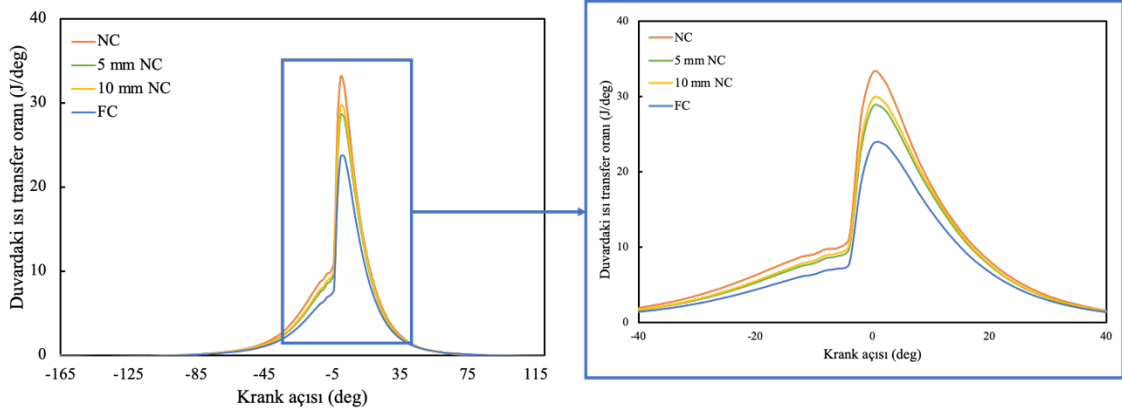 40
30
20
10
0
Duvardaki ısı transfer oranı (J/deg)
NC
5 mm NC
10 mm NC
FC
-165 -125 -85 -45 -5 35 75 115
Krank açısı (deg)
40
30
20
10
0
Duvardaki ısı transfer oranı (J/deg)
NC
5 mm NC
10 mm NC
FC
-40 -20 0 20 40
Krank açısı (deg)